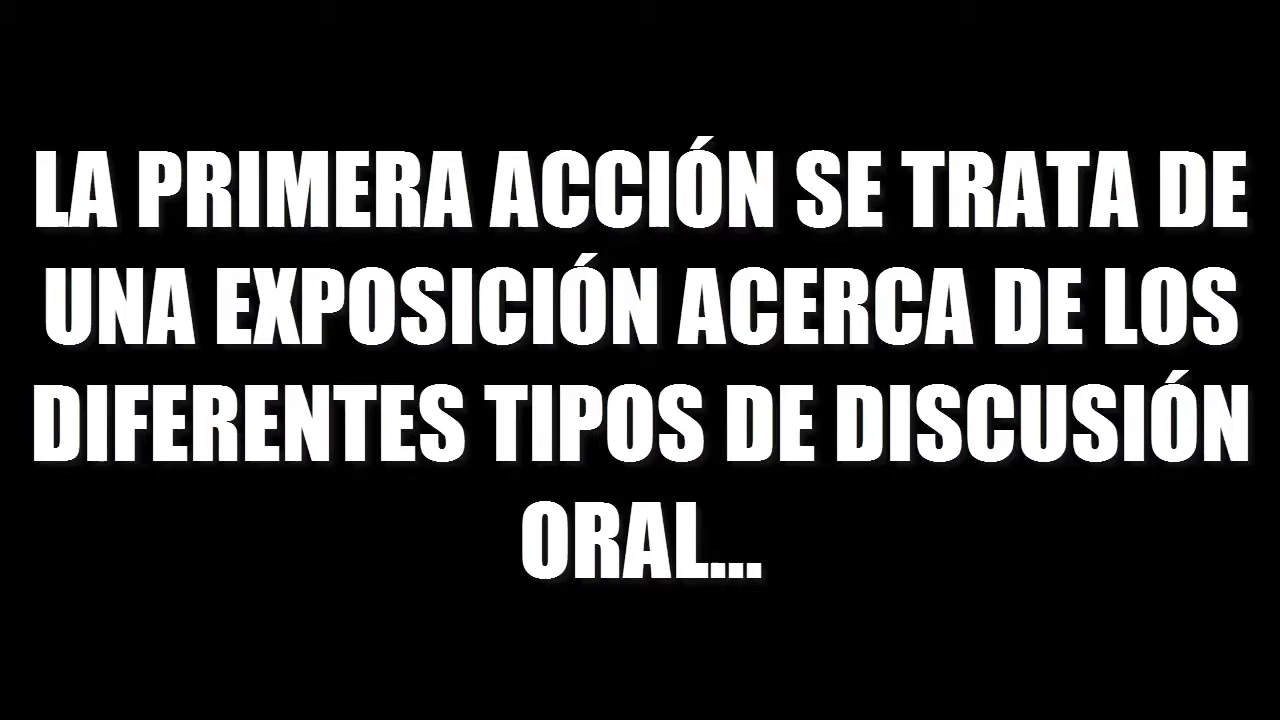 LA PRIMERA ACCIÓN SE TRATA DE
UNA EXPOSICIÓN ACERCA DE LOS
DIFERENTES TIPOS DE DISCUSIÓN
ORAL...